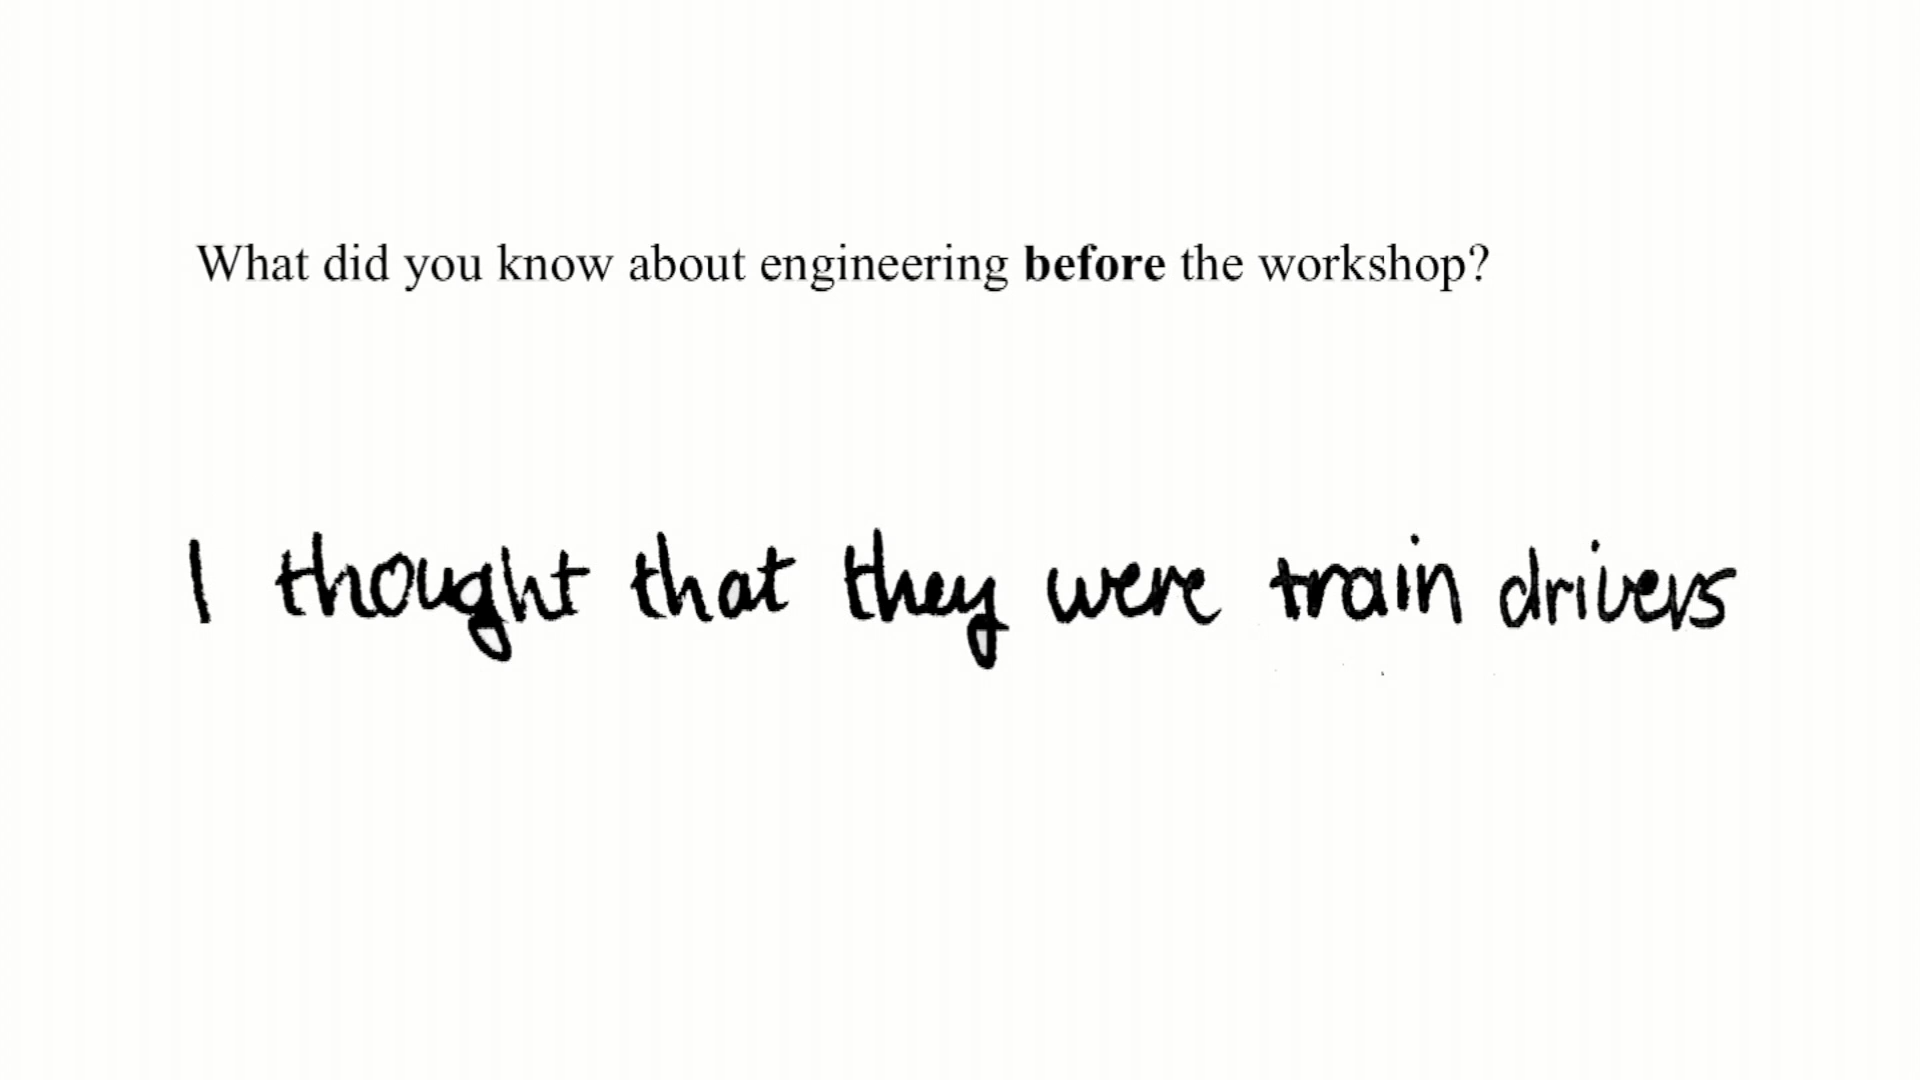 What did you know about engineering before the workshop?
I thought that they were train drivers